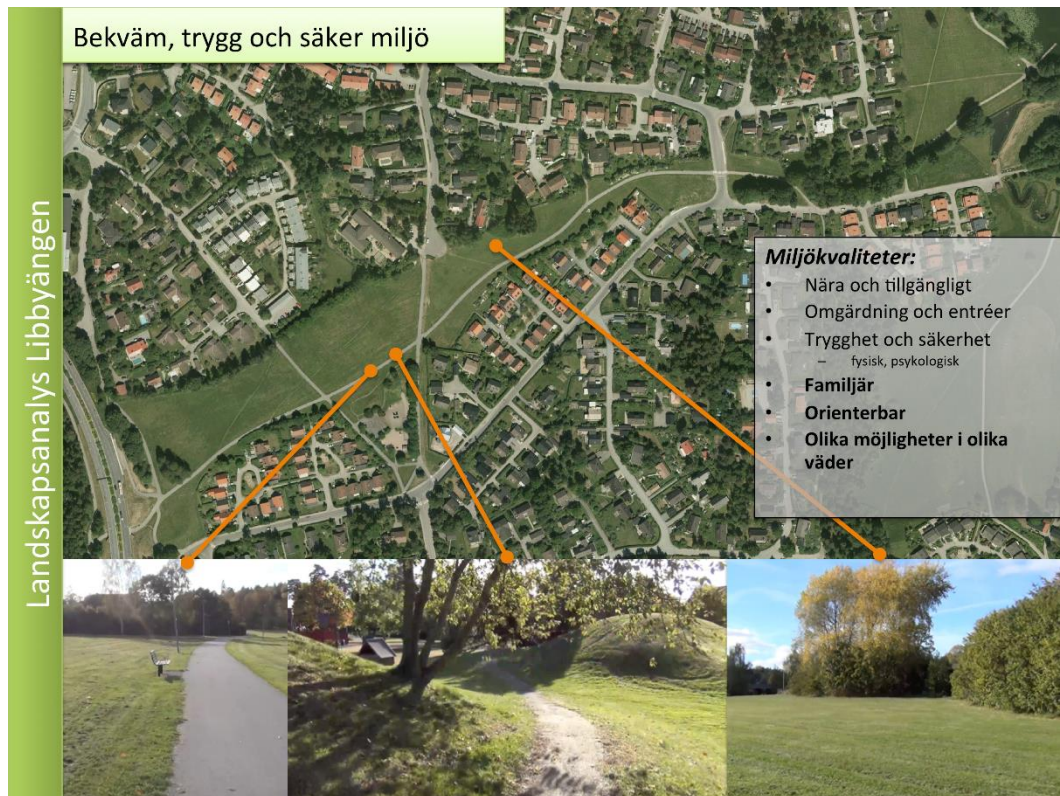 Bekväm, trygg och säker miljö
Landskapsanalys Libbyängen
Miljökvaliteter:
• Nära och tillgängligt
• Omgärdning och entréer
• Trygghet och säkerhet
– fysisk, psykologisk
• Familjär
• Orienterbar
• Olika möjligheter i olika
väder